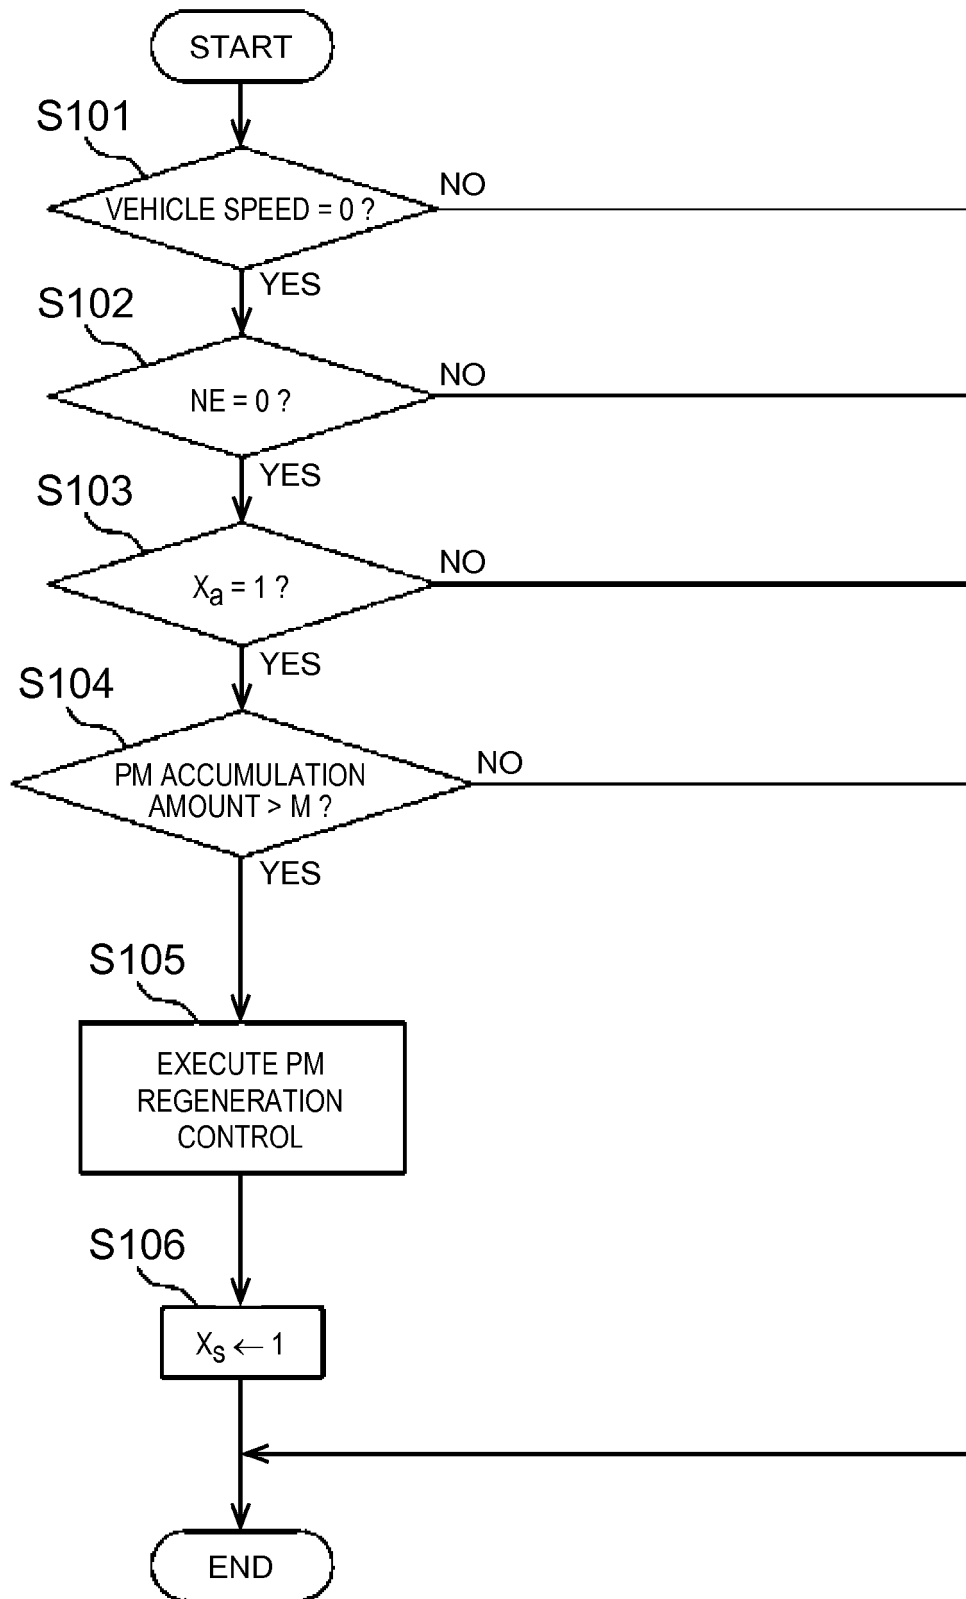 START
S101
VEHICLE SPEED = 0 ?
NO
YES
S102
NE = 0 ?
NO
YES
S103
Xa = 1 ?
NO
YES
S104
PM ACCUMULATION
AMOUNT > M ?
NO
YES
S105
EXECUTE PM
REGENERATION
CONTROL
S106
Xs ← 1
END